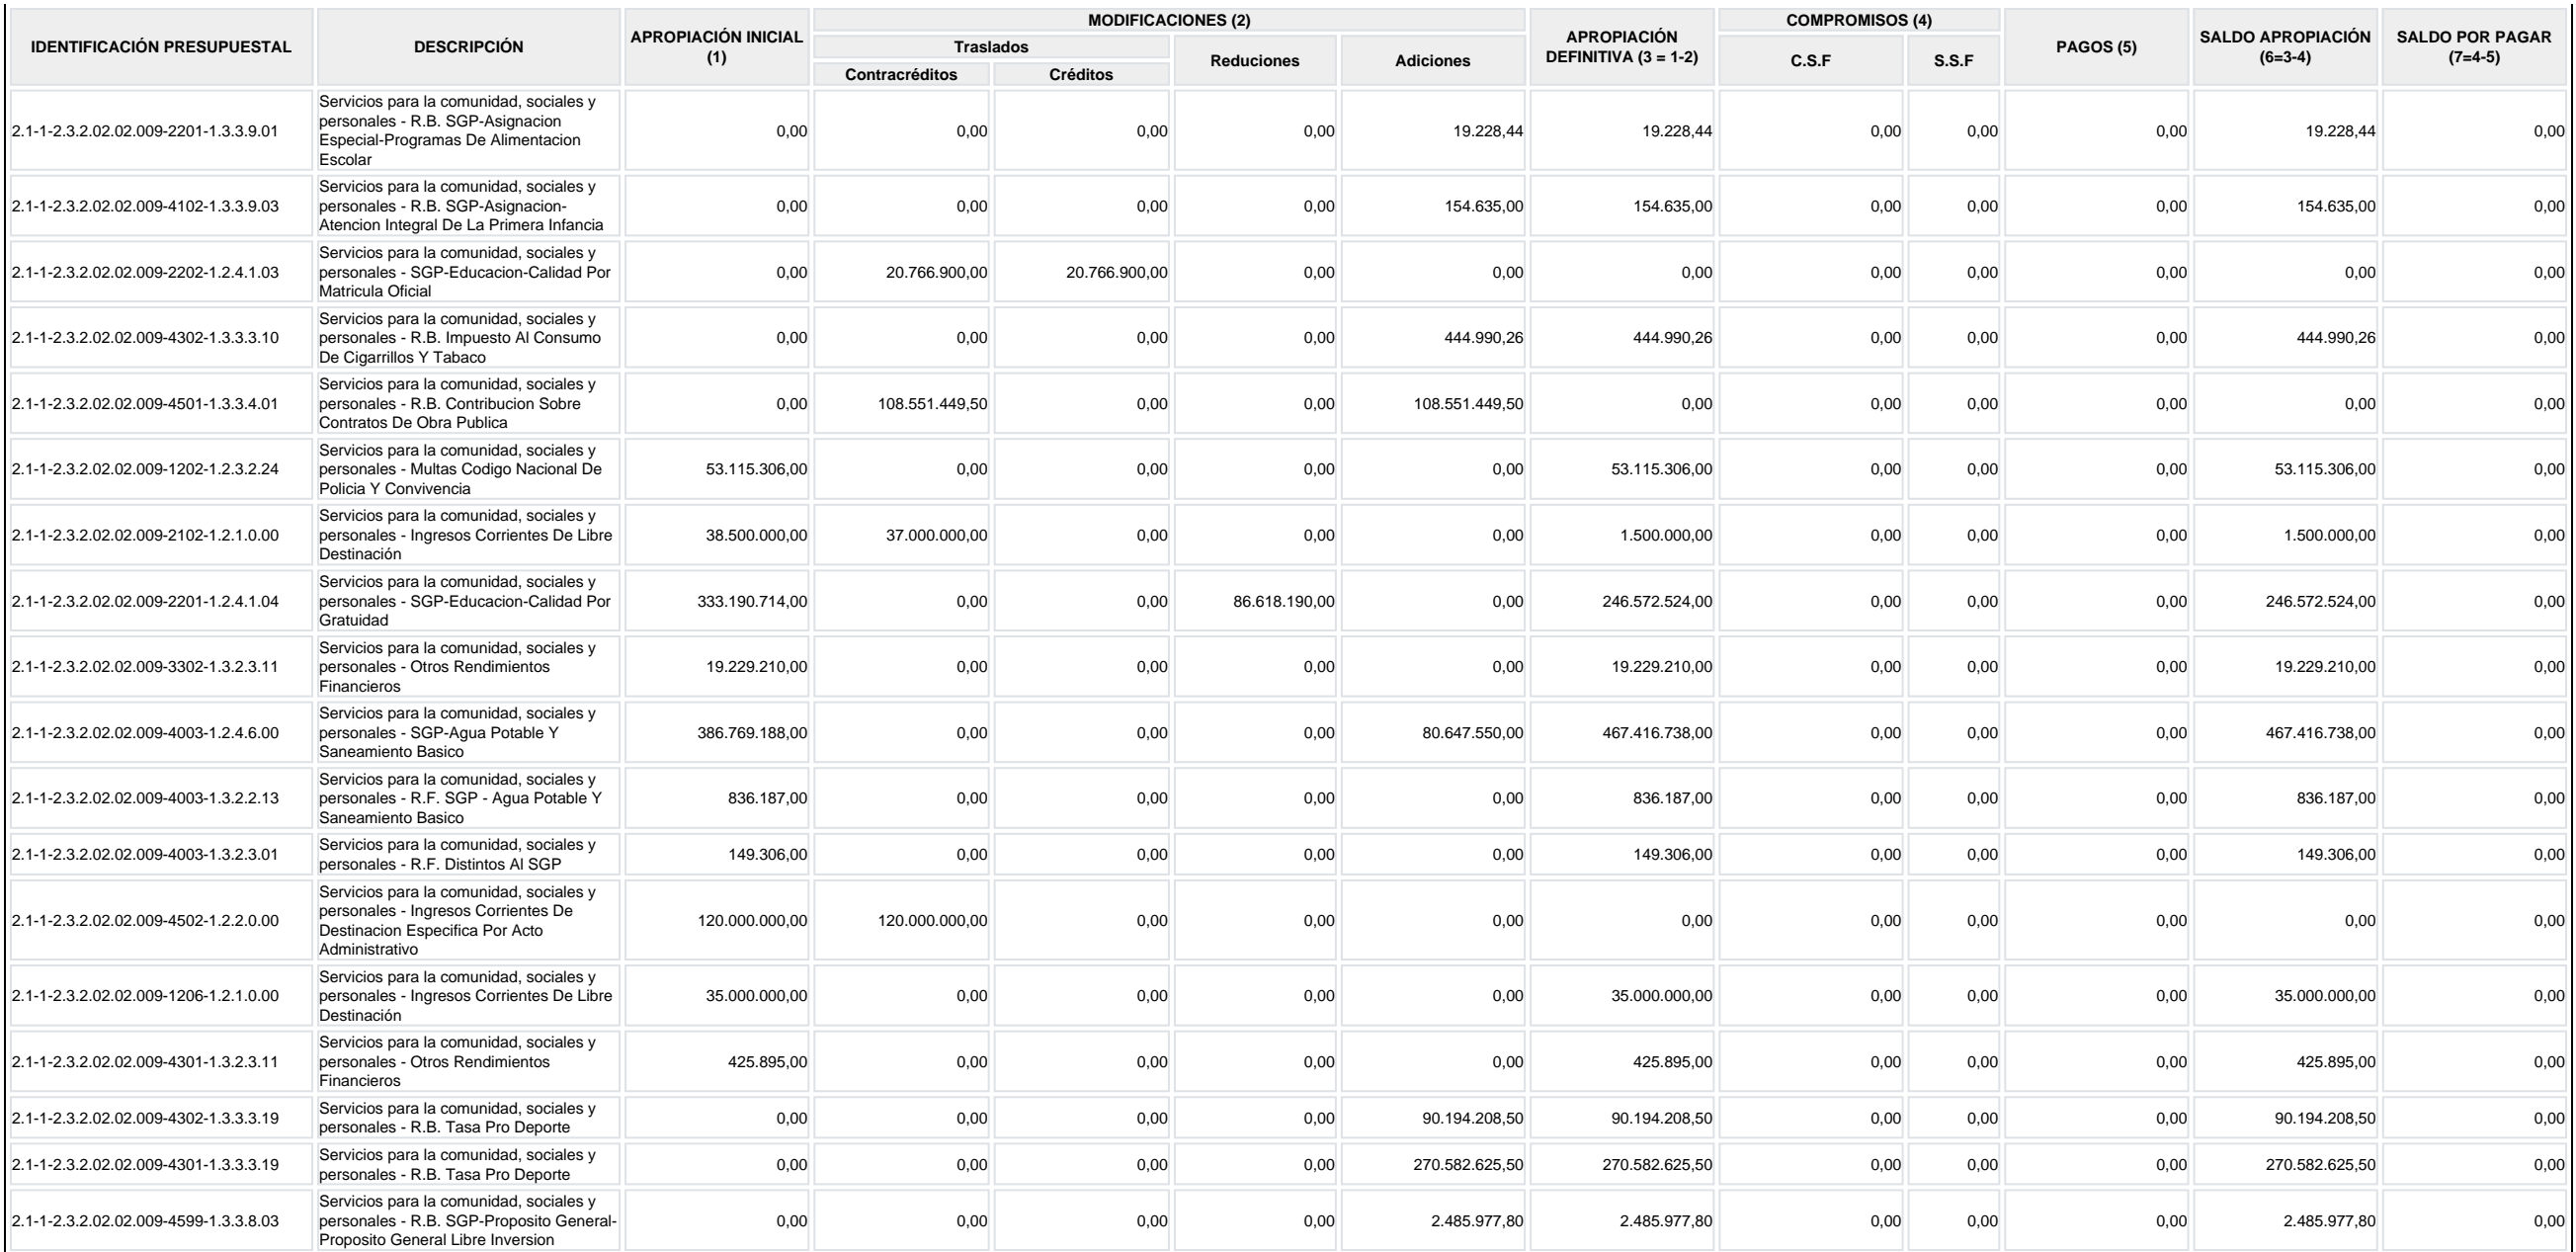 IDENTIFICACIÓN PRESUPUESTAL DESCRIPCIÓN APROPIACIÓN INICIAL (1) MODIFICACIONES (2) APROPIACIÓN DEFINITIVA (3 = 1-2) COMPROMISOS (4) PAGOS (5) SALDO APROPIACIÓN (6=3-4) SALDO POR PAGAR (7=4-5)
Traslados Reduciones Adiciones C.S.F S.S.F
Contracréditos Créditos
2.1-1-2.3.2.02.02.009-2201-1.3.3.9.01 Servicios para la comunidad, sociales y personales - R.B. SGP-Asignacion Especial-Programas De Alimentacion Escolar 0,00 0,00 0,00 0,00 19.228,44 19.228,44 0,00 0,00 0,00 19.228,44 0,00
2.1-1-2.3.2.02.02.009-4102-1.3.3.9.03 Servicios para la comunidad, sociales y personales - R.B. SGP-Asignacion-Atencion Integral De La Primera Infancia 0,00 0,00 0,00 0,00 154.635,00 154.635,00 0,00 0,00 0,00 154.635,00 0,00
2.1-1-2.3.2.02.02.009-2202-1.2.4.1.03 Servicios para la comunidad, sociales y personales - SGP-Educacion-Calidad Por Matricula Oficial 0,00 20.766.900,00 20.766.900,00 0,00 0,00 0,00 0,00 0,00 0,00 0,00 0,00
2.1-1-2.3.2.02.02.009-4302-1.3.3.3.10 Servicios para la comunidad, sociales y personales - R.B. Impuesto Al Consumo De Cigarrillos Y Tabaco 0,00 0,00 0,00 0,00 444.990,26 444.990,26 0,00 0,00 0,00 444.990,26 0,00
2.1-1-2.3.2.02.02.009-4501-1.3.3.4.01 Servicios para la comunidad, sociales y personales - R.B. Contribucion Sobre Contratos De Obra Publica 0,00 108.551.449,50 0,00 0,00 108.551.449,50 0,00 0,00 0,00 0,00 0,00 0,00
2.1-1-2.3.2.02.02.009-1202-1.2.3.2.24 Servicios para la comunidad, sociales y personales - Multas Codigo Nacional De Policia Y Convivencia 53.115.306,00 0,00 0,00 0,00 0,00 53.115.306,00 0,00 0,00 0,00 53.115.306,00 0,00
2.1-1-2.3.2.02.02.009-2102-1.2.1.0.00 Servicios para la comunidad, sociales y personales - Ingresos Corrientes De Libre Destinación 38.500.000,00 37.000.000,00 0,00 0,00 0,00 1.500.000,00 0,00 0,00 0,00 1.500.000,00 0,00
2.1-1-2.3.2.02.02.009-2201-1.2.4.1.04 Servicios para la comunidad, sociales y personales - SGP-Educacion-Calidad Por Gratuidad 333.190.714,00 0,00 0,00 86.618.190,00 0,00 246.572.524,00 0,00 0,00 0,00 246.572.524,00 0,00
2.1-1-2.3.2.02.02.009-3302-1.3.2.3.11 Servicios para la comunidad, sociales y personales - Otros Rendimientos Financieros 19.229.210,00 0,00 0,00 0,00 0,00 19.229.210,00 0,00 0,00 0,00 19.229.210,00 0,00
2.1-1-2.3.2.02.02.009-4003-1.2.4.6.00 Servicios para la comunidad, sociales y personales - SGP-Agua Potable Y Saneamiento Basico 386.769.188,00 0,00 0,00 0,00 80.647.550,00 467.416.738,00 0,00 0,00 0,00 467.416.738,00 0,00
2.1-1-2.3.2.02.02.009-4003-1.3.2.2.13 Servicios para la comunidad, sociales y personales - R.F. SGP - Agua Potable Y Saneamiento Basico 836.187,00 0,00 0,00 0,00 0,00 836.187,00 0,00 0,00 0,00 836.187,00 0,00
2.1-1-2.3.2.02.02.009-4003-1.3.2.3.01 Servicios para la comunidad, sociales y personales - R.F. Distintos Al SGP 149.306,00 0,00 0,00 0,00 0,00 149.306,00 0,00 0,00 0,00 149.306,00 0,00
2.1-1-2.3.2.02.02.009-4502-1.2.2.0.00 Servicios para la comunidad, sociales y personales - Ingresos Corrientes De Destinacion Especifica Por Acto Administrativo 120.000.000,00 120.000.000,00 0,00 0,00 0,00 0,00 0,00 0,00 0,00 0,00 0,00
2.1-1-2.3.2.02.02.009-1206-1.2.1.0.00 Servicios para la comunidad, sociales y personales - Ingresos Corrientes De Libre Destinación 35.000.000,00 0,00 0,00 0,00 0,00 35.000.000,00 0,00 0,00 0,00 35.000.000,00 0,00
2.1-1-2.3.2.02.02.009-4301-1.3.2.3.11 Servicios para la comunidad, sociales y personales - Otros Rendimientos Financieros 425.895,00 0,00 0,00 0,00 0,00 425.895,00 0,00 0,00 0,00 425.895,00 0,00
2.1-1-2.3.2.02.02.009-4302-1.3.3.3.19 Servicios para la comunidad, sociales y personales - R.B. Tasa Pro Deporte 0,00 0,00 0,00 0,00 90.194.208,50 90.194.208,50 0,00 0,00 0,00 90.194.208,50 0,00
2.1-1-2.3.2.02.02.009-4301-1.3.3.3.19 Servicios para la comunidad, sociales y personales - R.B. Tasa Pro Deporte 0,00 0,00 0,00 0,00 270.582.625,50 270.582.625,50 0,00 0,00 0,00 270.582.625,50 0,00
2.1-1-2.3.2.02.02.009-4599-1.3.3.8.03 Servicios para la comunidad, sociales y personales - R.B. SGP-Proposito General-Proposito General Libre Inversion 0,00 0,00 0,00 0,00 2.485.977,80 2.485.977,80 0,00 0,00 0,00 2.485.977,80 0,00